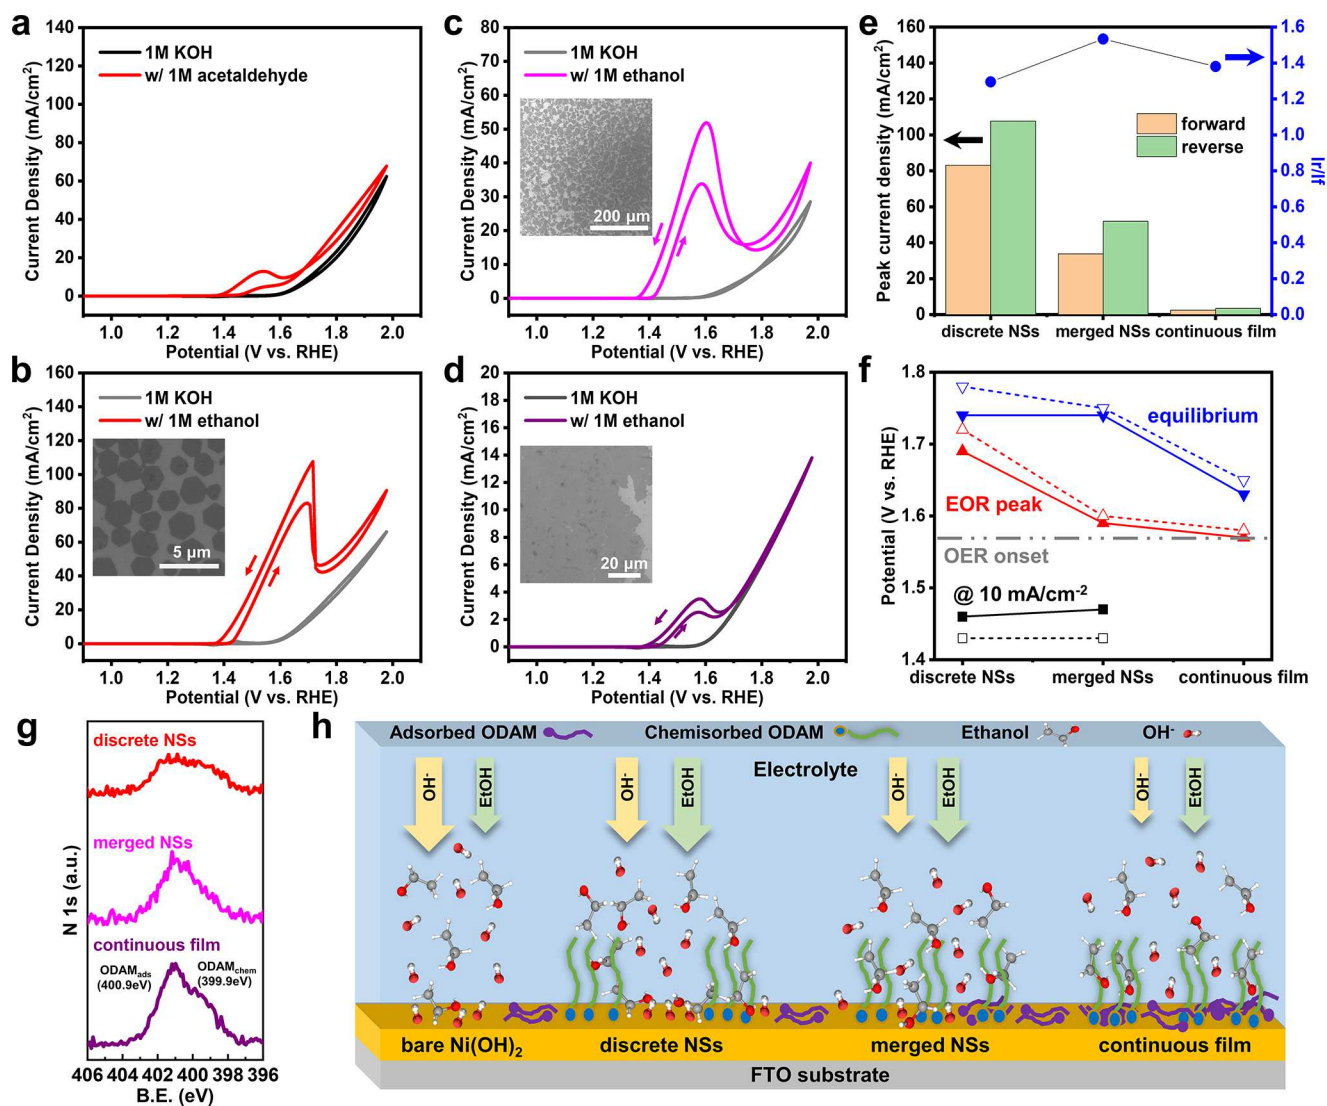 a
140
120
100
80
60
40
20
0
Current Density (mA/cm²)
1M KOH
w/ 1M acetaldehyde
1.0 1.2 1.4 1.6 1.8 2.0
Potential (V vs. RHE)
c
80
70
60
50
40
30
20
10
0
Current Density (mA/cm²)
1M KOH
w/ 1M ethanol
200 μm
1.0 1.2 1.4 1.6 1.8 2.0
Potential (V vs. RHE)
e
160
140
120
100
80
60
40
20
0
Peak current density (mA/cm²)
forward
reverse
1.6
1.4
1.2
1.0
0.8
0.6
0.4
0.2
0.0
Ir/If
discrete NSs merged NSs continuous film
b
160
140
120
100
80
60
40
20
0
Current Density (mA/cm²)
1M KOH
w/ 1M ethanol
5 μm
1.0 1.2 1.4 1.6 1.8 2.0
Potential (V vs. RHE)
d
20
18
16
14
12
10
8
6
4
2
0
Current Density (mA/cm²)
1M KOH
w/ 1M ethanol
20 μm
1.0 1.2 1.4 1.6 1.8 2.0
Potential (V vs. RHE)
f
1.8
1.7
1.6
1.5
1.4
Potential (V vs. RHE)
equilibrium
EOR peak
OER onset
@ 10 mA/cm⁻²
discrete NSs merged NSs continuous film
g
discrete NSs
merged NSs
continuous film
ODAMads
(400.9eV)
ODAMchem
(399.9eV)
N 1s (a.u.)
406 404 402 400 398 396
B.E. (eV)
h
Adsorbed ODAM Chemisorbed ODAM Ethanol OH⁻
Electrolyte
OH⁻ EtOH OH⁻ EtOH OH⁻ EtOH OH⁻ EtOH
bare Ni(OH)₂ discrete NSs merged NSs continuous film
FTO substrate